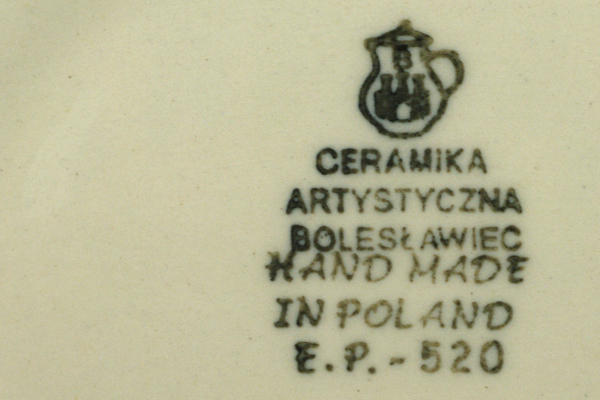 B
CERAMIKA
ARTYSTYCZNA
BOLESŁAWIEC
HAND MADE
IN POLAND
E.P.-520